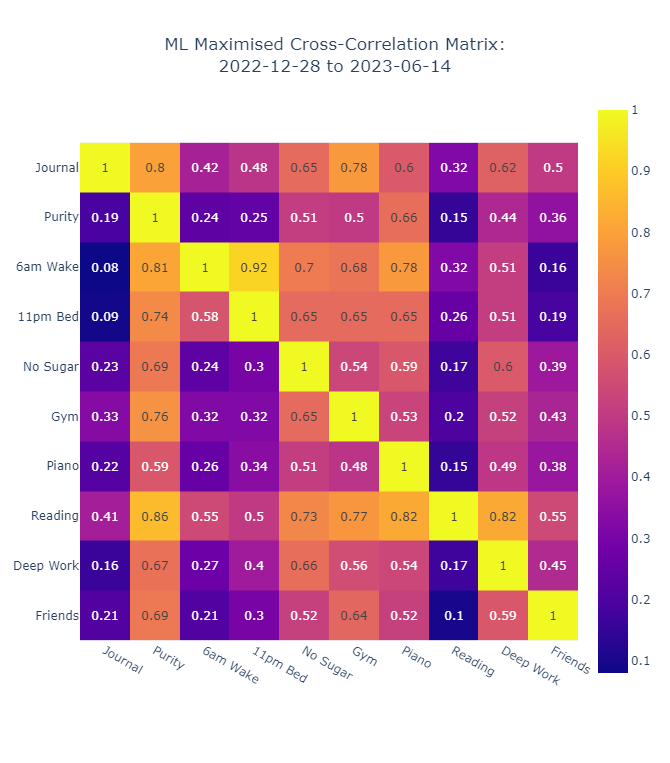 ML Maximised Cross-Correlation Matrix:
2022-12-28 to 2023-06-14
Journal 1 0.8 0.42 0.48 0.65 0.78 0.6 0.32 0.62 0.5
Purity 0.19 1 0.24 0.25 0.51 0.5 0.66 0.15 0.44 0.36
6am Wake 0.08 0.81 1 0.92 0.7 0.68 0.78 0.32 0.51 0.16
11pm Bed 0.09 0.74 0.58 1 0.65 0.65 0.65 0.26 0.51 0.19
No Sugar 0.23 0.69 0.24 0.3 1 0.54 0.59 0.17 0.6 0.39
Gym 0.33 0.76 0.32 0.32 0.65 1 0.53 0.2 0.52 0.43
Piano 0.22 0.59 0.26 0.34 0.51 0.48 1 0.15 0.49 0.38
Reading 0.41 0.86 0.55 0.5 0.73 0.77 0.82 1 0.82 0.55
Deep Work 0.16 0.67 0.27 0.4 0.66 0.56 0.54 0.17 1 0.45
Friends 0.21 0.69 0.21 0.3 0.52 0.64 0.52 0.1 0.59 1
Journal Purity 6am Wake 11pm Bed No Sugar Gym Piano Reading Deep Work Friends
1
0.9
0.8
0.7
0.6
0.5
0.4
0.3
0.2
0.1